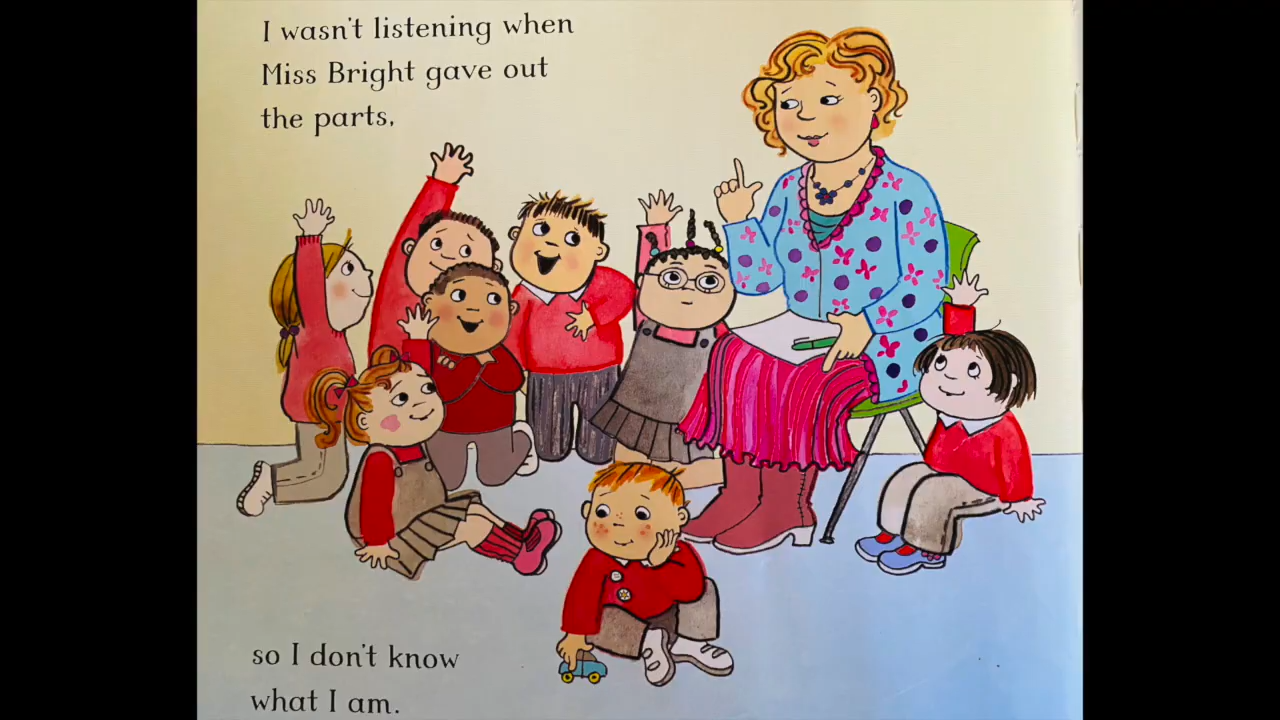 I wasn't listening when
Miss Bright gave out
the parts,
so I don't know
what I am.